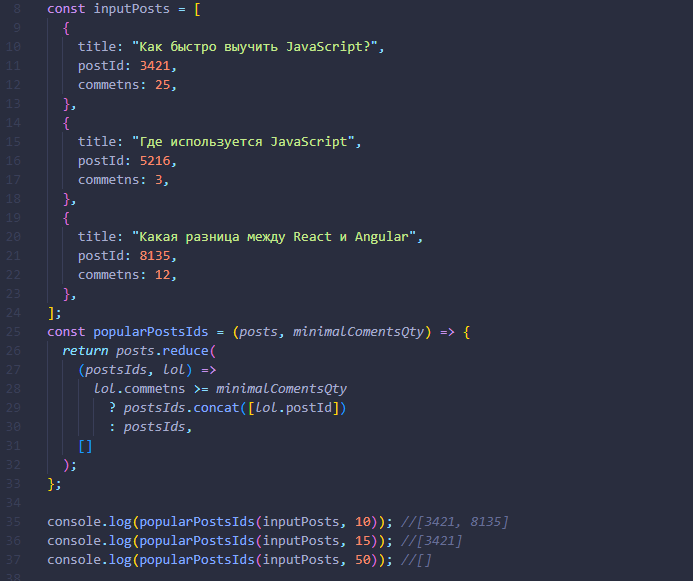 8 const inputPosts = [
9 {
10 title: "Как быстро выучить JavaScript?",
11 postId: 3421,
12 commetns: 25,
13 },
14 {
15 title: "Где используется JavaScript",
16 postId: 5216,
17 commetns: 3,
18 },
19 {
20 title: "Какая разница между React и Angular",
21 postId: 8135,
22 commetns: 12,
23 },
24 ];
25 const popularPostsIds = (posts, minimalComentsQty) => {
26 return posts.reduce(
27 (postsIds, lol) =>
28 lol.commetns >= minimalComentsQty
29 ? postsIds.concat([lol.postId])
30 : postsIds,
31 []
32 );
33 };
34
35 console.log(popularPostsIds(inputPosts, 10)); //[3421, 8135]
36 console.log(popularPostsIds(inputPosts, 15)); //[3421]
37 console.log(popularPostsIds(inputPosts, 50)); //[]
38